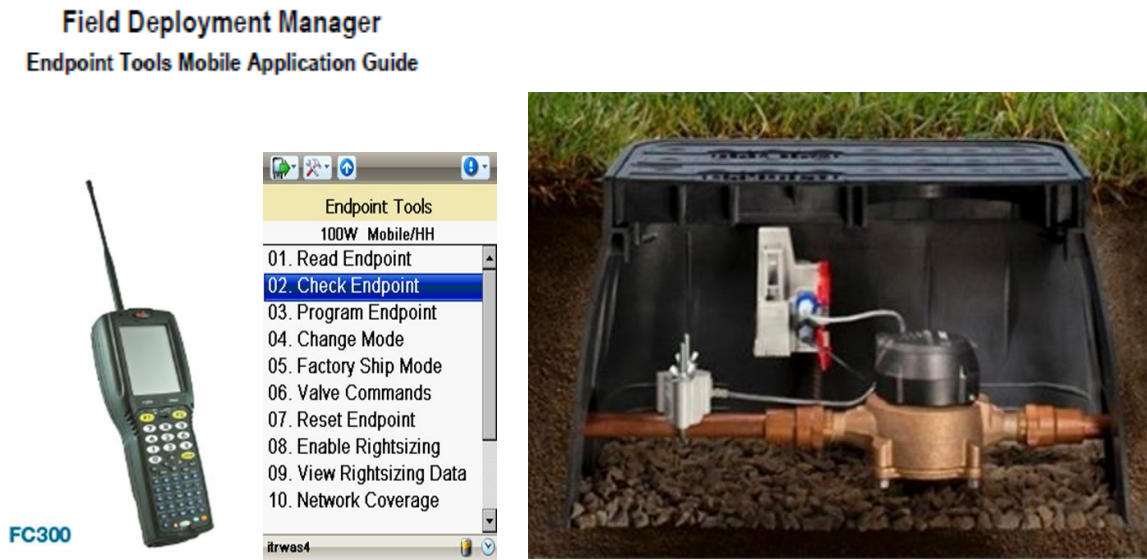 Field Deployment Manager
Endpoint Tools Mobile Application Guide
Endpoint Tools
100W Mobile/HH
01. Read Endpoint
02. Check Endpoint
03. Program Endpoint
04. Change Mode
05. Factory Ship Mode
06. Valve Commands
07. Reset Endpoint
08. Enable Rightsizing
09. View Rightsizing Data
10. Network Coverage
itrwas4
FC300